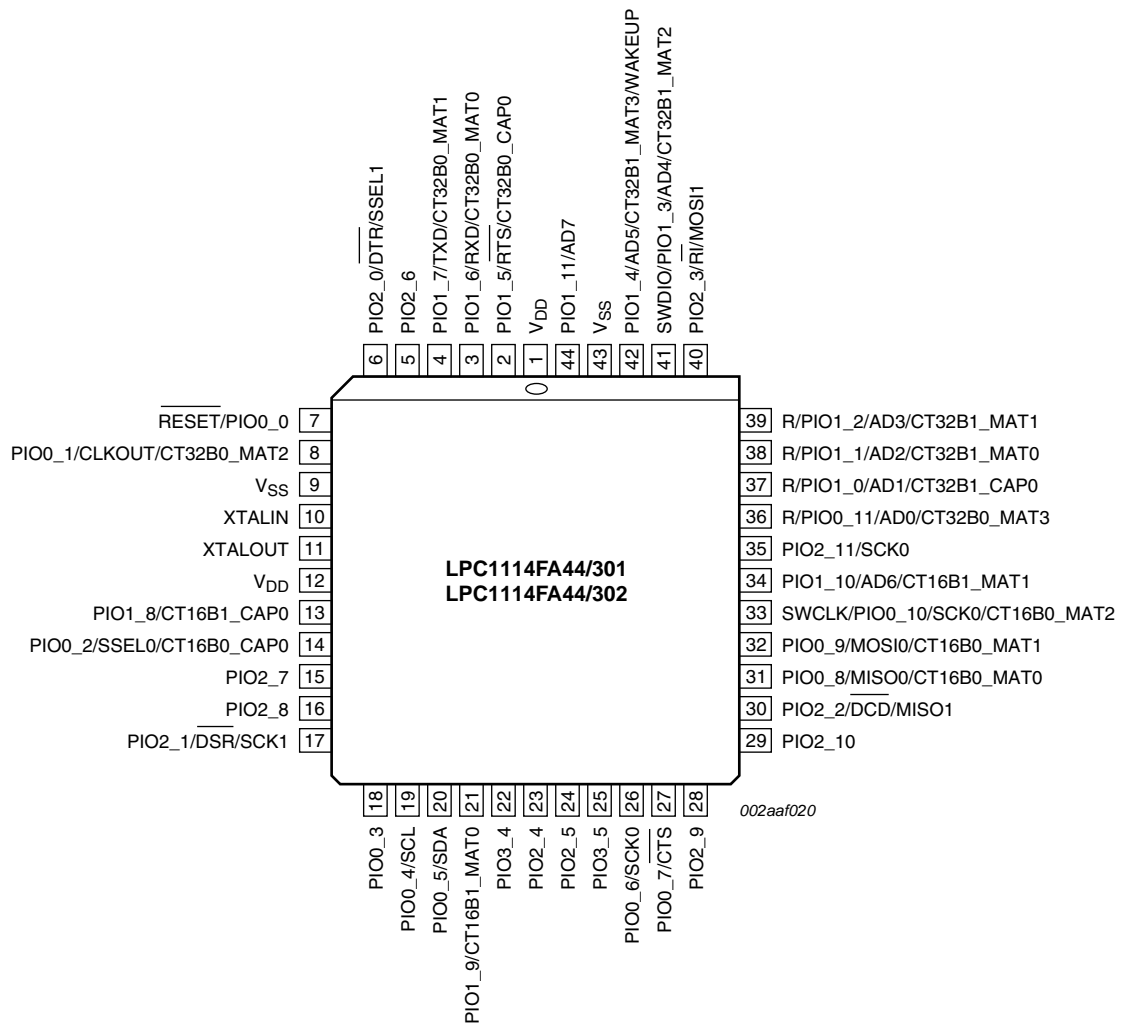 PIO2_0/DTR/SSEL1
PIO2_6
PIO1_7/TXD/CT32B0_MAT1
PIO1_6/RXD/CT32B0_MAT0
PIO1_5/RTS/CT32B0_CAP0
VDD
PIO1_11/AD7
VSS
PIO1_4/AD5/CT32B1_MAT3/WAKEUP
SWDIO/PIO1_3/AD4/CT32B1_MAT2
PIO2_3/RI/MOSI1
6 5 4 3 2 1 44 43 42 41 40
RESET/PIO0_0 7
PIO0_1/CLKOUT/CT32B0_MAT2 8
VSS 9
XTALIN 10
XTALOUT 11
VDD 12
PIO1_8/CT16B1_CAP0 13
PIO0_2/SSEL0/CT16B0_CAP0 14
PIO2_7 15
PIO2_8 16
PIO2_1/DSR/SCK1 17
LPC1114FA44/301
LPC1114FA44/302
39 R/PIO1_2/AD3/CT32B1_MAT1
38 R/PIO1_1/AD2/CT32B1_MAT0
37 R/PIO1_0/AD1/CT32B1_CAP0
36 R/PIO0_11/AD0/CT32B0_MAT3
35 PIO2_11/SCK0
34 PIO1_10/AD6/CT16B1_MAT1
33 SWCLK/PIO0_10/SCK0/CT16B0_MAT2
32 PIO0_9/MOSI0/CT16B0_MAT1
31 PIO0_8/MISO0/CT16B0_MAT0
30 PIO2_2/DCD/MISO1
29 PIO2_10
18 19 20 21 22 23 24 25 26 27 28
PIO0_3
PIO0_4/SCL
PIO0_5/SDA
PIO1_9/CT16B1_MAT0
PIO3_4
PIO2_4
PIO2_5
PIO3_5
PIO0_6/SCK0
PIO0_7/CTS
PIO2_9
002aaf020